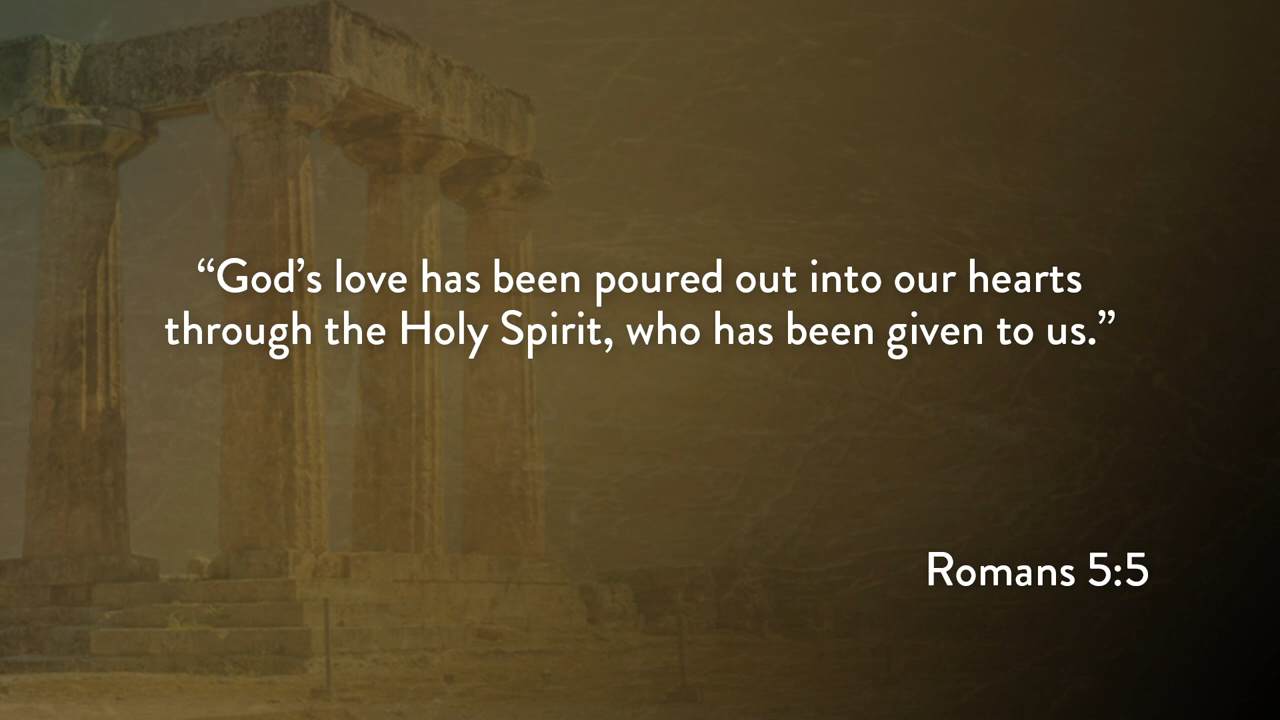 “God’s love has been poured out into our hearts
through the Holy Spirit, who has been given to us.”
Romans 5:5